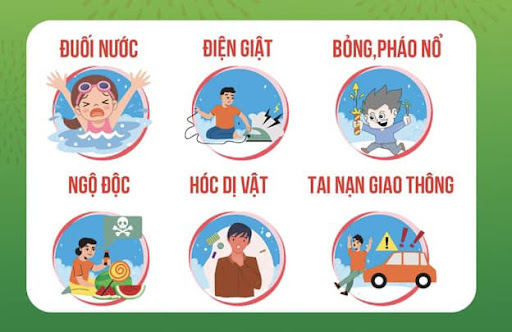 ĐUỐI NƯỚC
ĐIỆN GIẬT
BỎNG,PHÁO NỔ
NGỘ ĐỘC
HÓC DỊ VẬT
TAI NẠN GIAO THÔNG